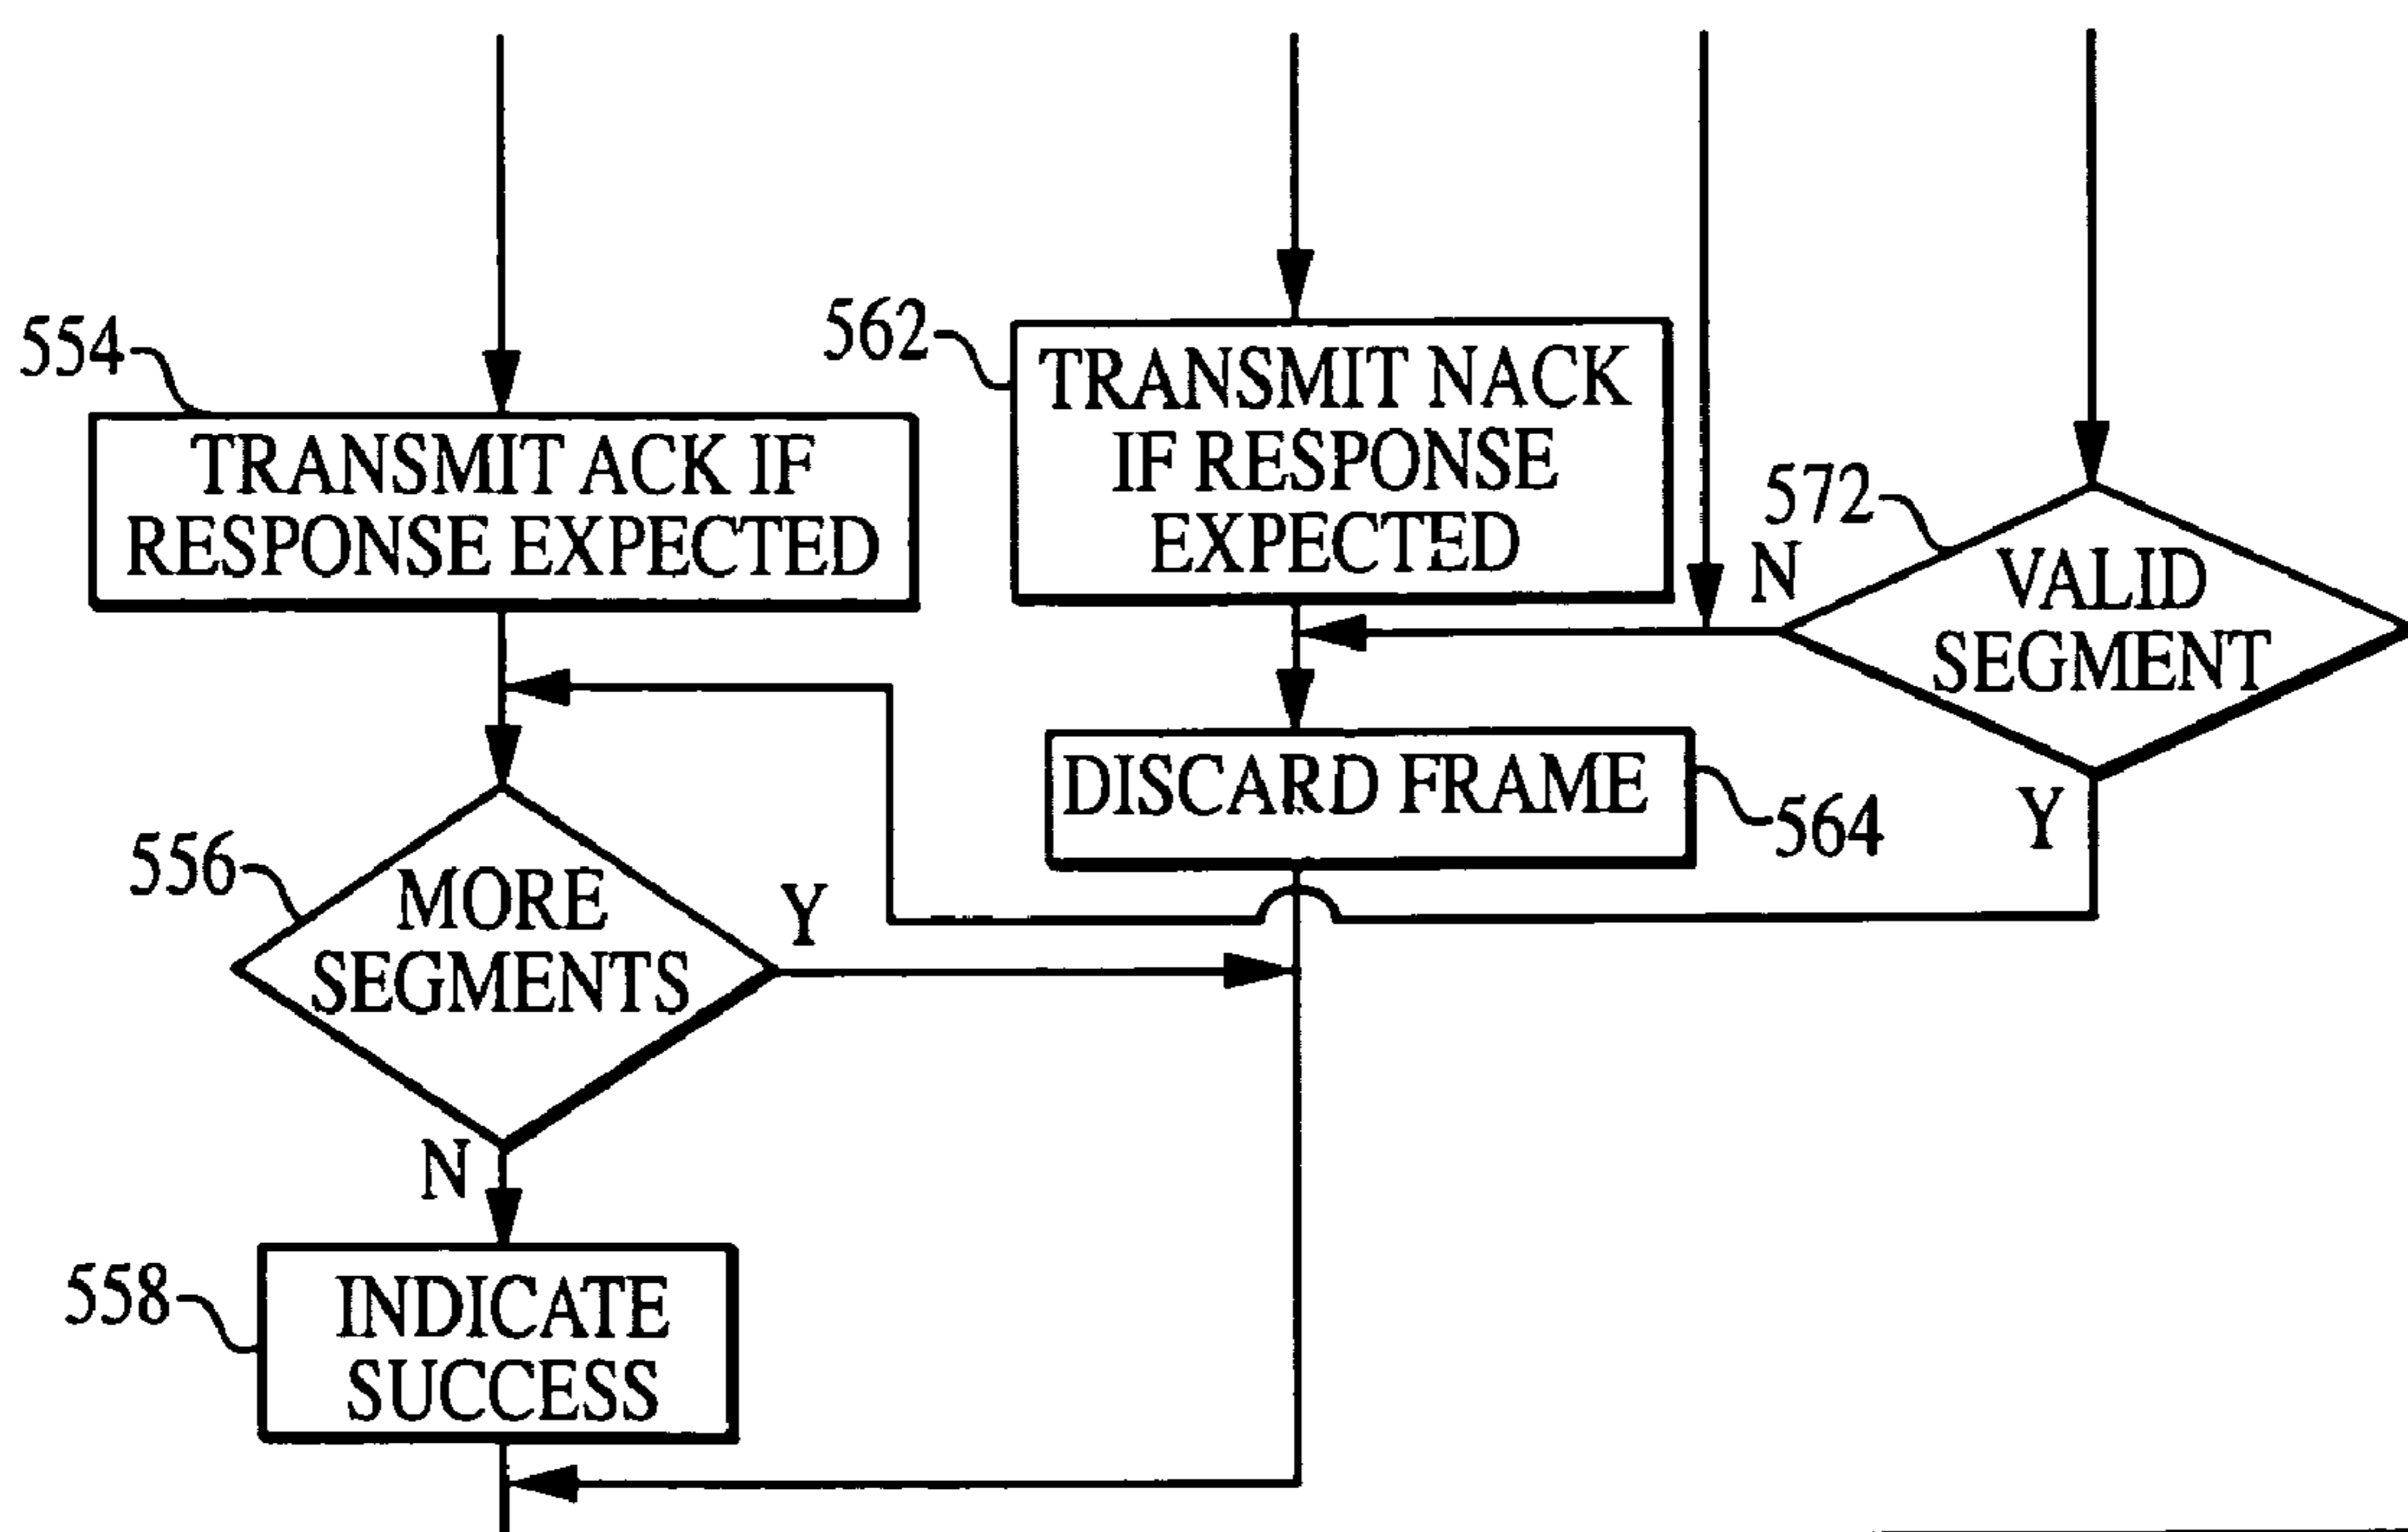 554
TRANSMIT ACK IF
RESPONSE EXPECTED
562
TRANSMIT NACK
IF RESPONSE
EXPECTED
572
N
VALID
SEGMENT
Y
DISCARD FRAME
564
556
MORE
SEGMENTS
Y
N
558
INDICATE
SUCCESS